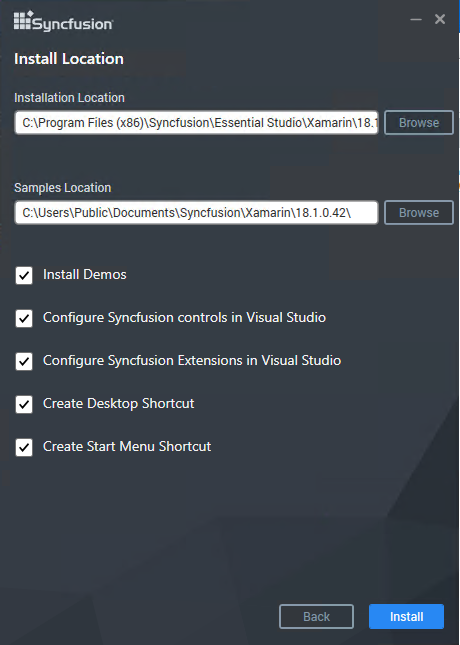 Syncfusion
Install Location
Installation Location
C:\Program Files (x86)\Syncfusion\Essential Studio\Xamarin\18.1
Browse
Samples Location
C:\Users\Public\Documents\Syncfusion\Xamarin\18.1.0.42\
Browse
Install Demos
Configure Syncfusion controls in Visual Studio
Configure Syncfusion Extensions in Visual Studio
Create Desktop Shortcut
Create Start Menu Shortcut
Back
Install